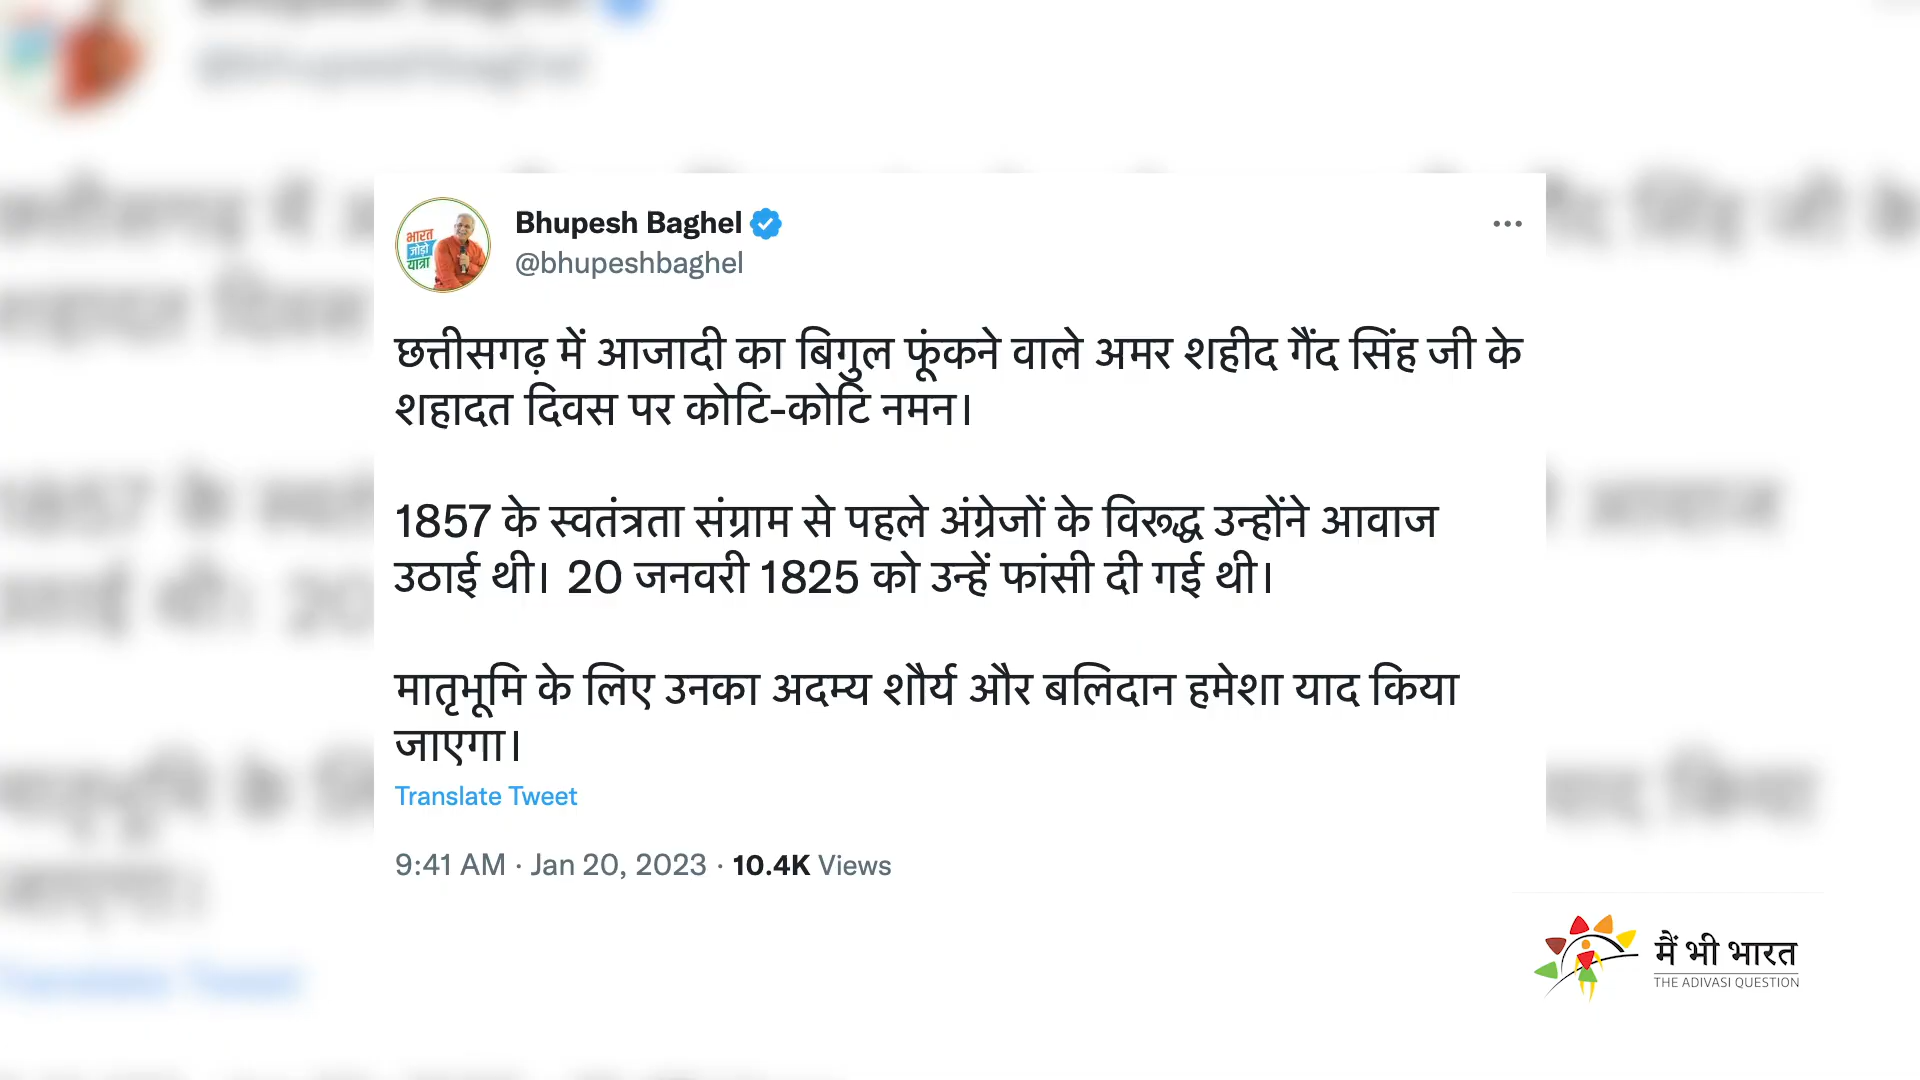 Bhupesh Baghel
@bhupeshbaghel
भारत
जोड़ो
यात्रा
छत्तीसगढ़ में आजादी का बिगुल फूंकने वाले अमर शहीद गैंद सिंह जी के
शहादत दिवस पर कोटि-कोटि नमन।
1857 के स्वतंत्रता संग्राम से पहले अंग्रेजों के विरूद्ध उन्होंने आवाज
उठाई थी। 20 जनवरी 1825 को उन्हें फांसी दी गई थी।
मातृभूमि के लिए उनका अदम्य शौर्य और बलिदान हमेशा याद किया
जाएगा।
Translate Tweet
9:41 AM · Jan 20, 2023 · 10.4K Views
मैं भी भारत
THE ADIVASI QUESTION